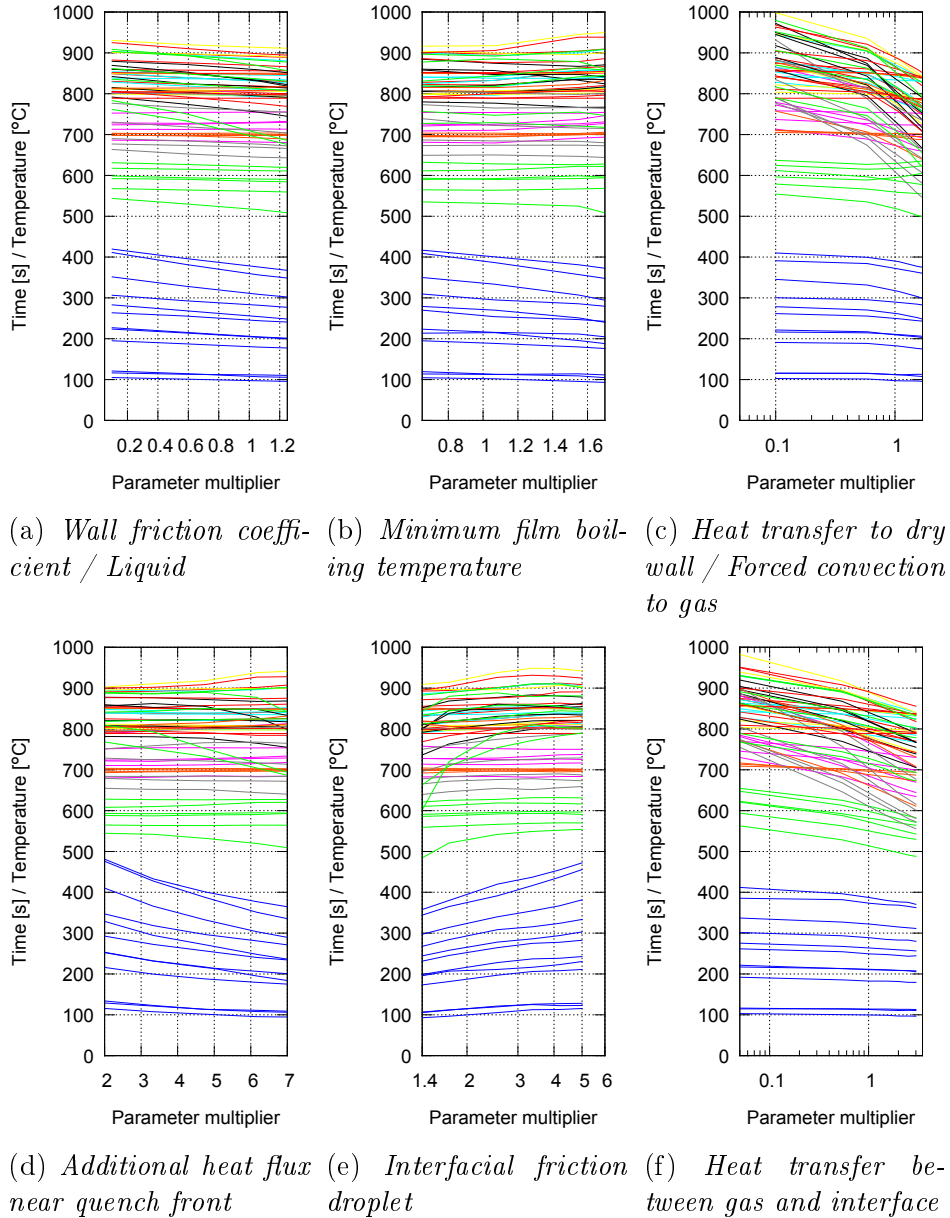 1000
900
800
700
600
500
400
300
200
100
0
Time [s] / Temperature [ºC]
0.2 0.4 0.6 0.8 1 1.2
Parameter multiplier
(a) Wall friction coeffi-
cient / Liquid
1000
900
800
700
600
500
400
300
200
100
0
Time [s] / Temperature [ºC]
0.8 1 1.2 1.4 1.6
Parameter multiplier
(b) Minimum film boil-
ing temperature
1000
900
800
700
600
500
400
300
200
100
0
Time [s] / Temperature [ºC]
0.1 1
Parameter multiplier
(c) Heat transfer to dry
wall / Forced convection
to gas
1000
900
800
700
600
500
400
300
200
100
0
Time [s] / Temperature [ºC]
2 3 4 5 6 7
Parameter multiplier
(d) Additional heat flux
near quench front
1000
900
800
700
600
500
400
300
200
100
0
Time [s] / Temperature [ºC]
1.4 2 3 4 5 6
Parameter multiplier
(e) Interfacial friction
droplet
1000
900
800
700
600
500
400
300
200
100
0
Time [s] / Temperature [ºC]
0.1 1
Parameter multiplier
(f) Heat transfer be-
tween gas and interface